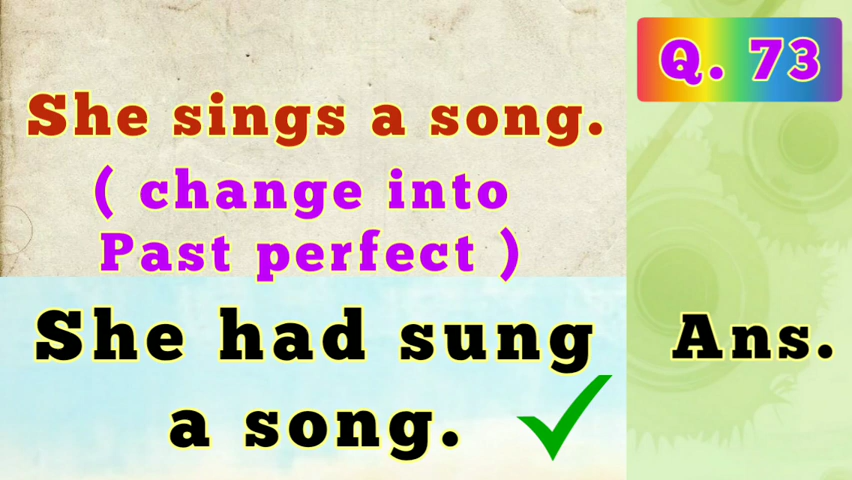 Q. 73
She sings a song.
( change into
Past perfect )
She had sung
a song.
Ans.